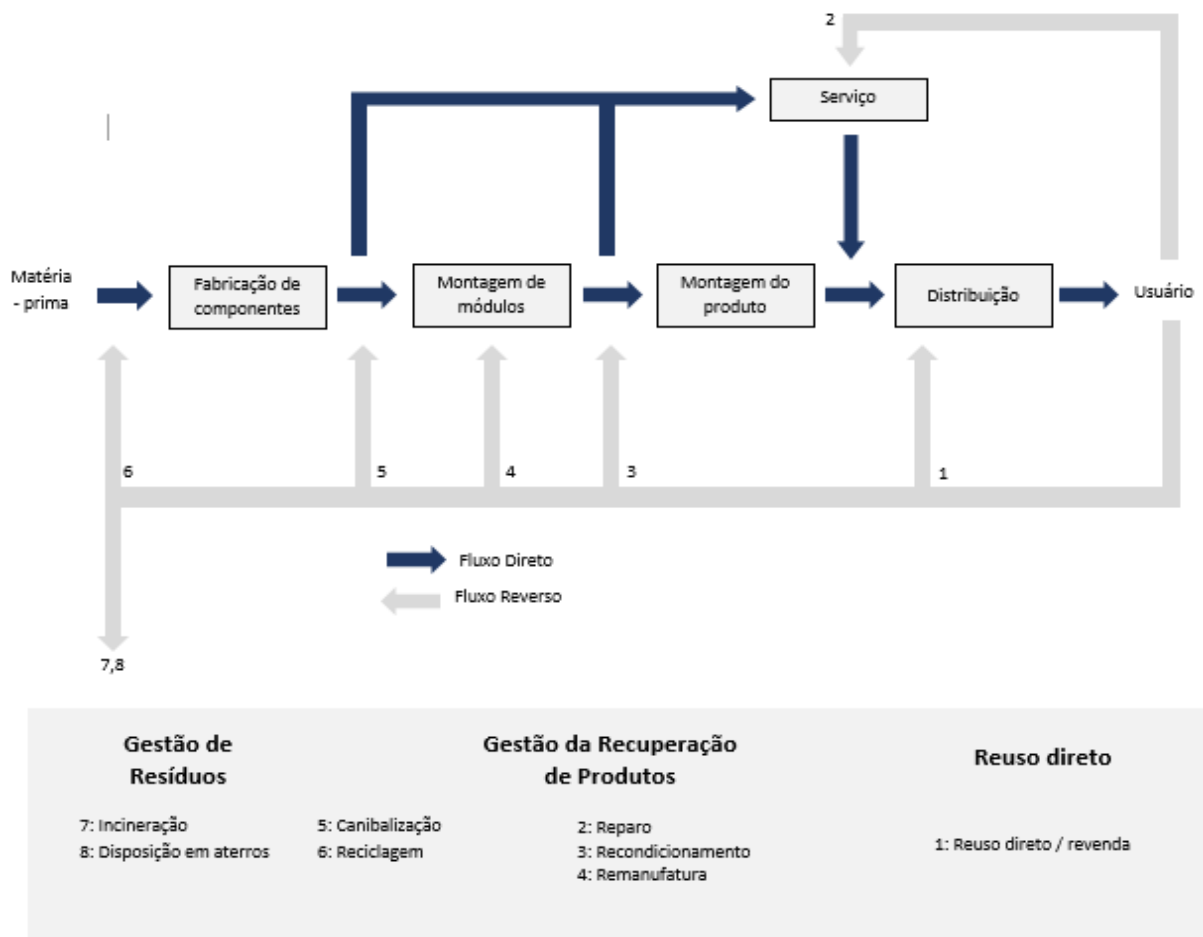 2
Serviço
Matéria
- prima
Fabricação de
componentes
Montagem de
módulos
Montagem do
produto
Distribuição
Usuário
6
5
4
3
1
Fluxo Direto
Fluxo Reverso
7,8
Gestão de
Resíduos
7: Incineração
8: Disposição em aterros
Gestão da Recuperação
de Produtos
5: Canibalização
6: Reciclagem
2: Reparo
3: Recondicionamento
4: Remanufatura
Reuso direto
1: Reuso direto / revenda